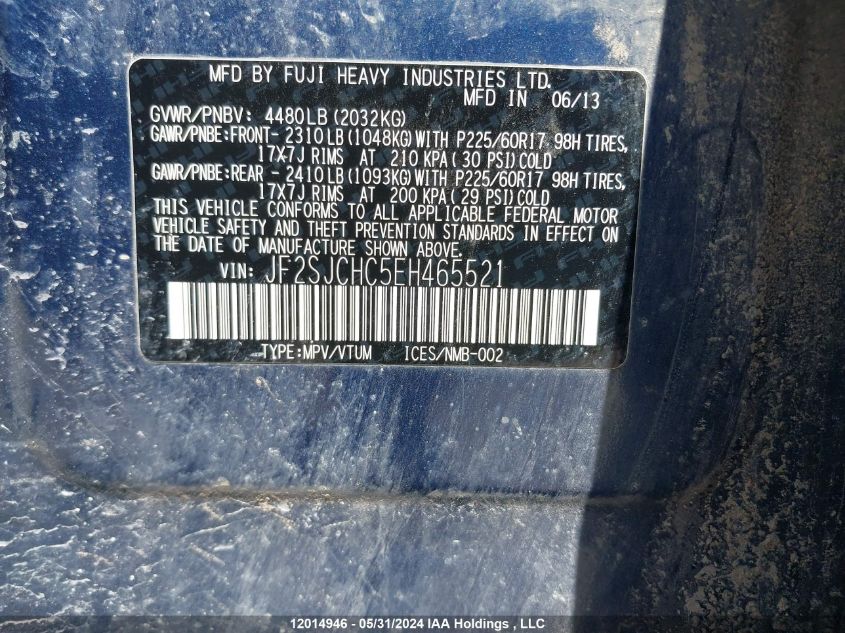 MFD BY FUJI HEAVY INDUSTRIES LTD.
MFD IN 06/13
GVWR/PNBV: 4480LB(2032KG)
GAWR/PNBE:FRONT- 2310LB(1048KG)WITH P225/60R17 98H TIRES,
17X7J RIMS AT 210 KPA( 30 PSI)COLD
GAWR/PNBE:REAR - 2410LB(1093KG)WITH P225/60R17 98H TIRES,
17X7J RIMS AT 200 KPA( 29 PSI)COLD
THIS VEHICLE CONFORMS TO ALL APPLICABLE FEDERAL MOTOR
VEHICLE SAFETY AND THEFT PREVENTION STANDARDS IN EFFECT ON
THE DATE OF MANUFACTURE SHOWN ABOVE.
VIN: JF2SJCHC5EH465521
TYPE:MPV/VTUM ICES/NMB-002
12014946 - 05/31/2024 IAA Holdings , LLC